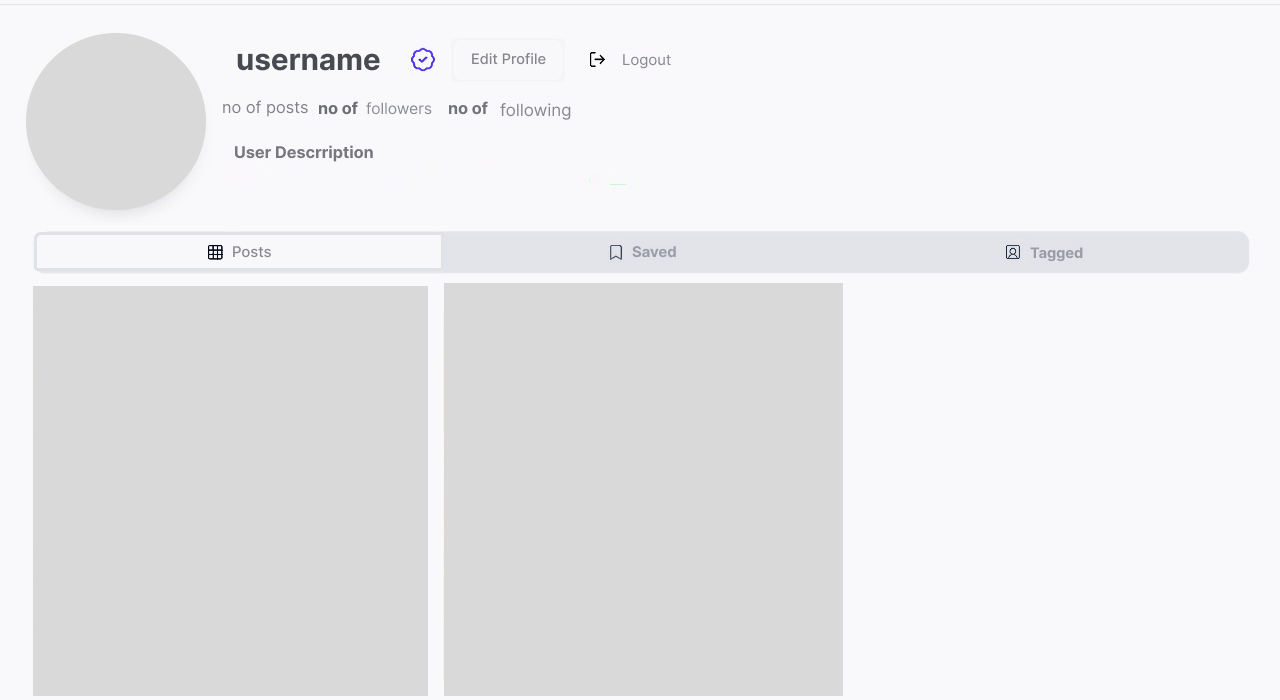 username Edit Profile Logout
no of posts no of followers no of following
User Descrription
Posts Saved Tagged